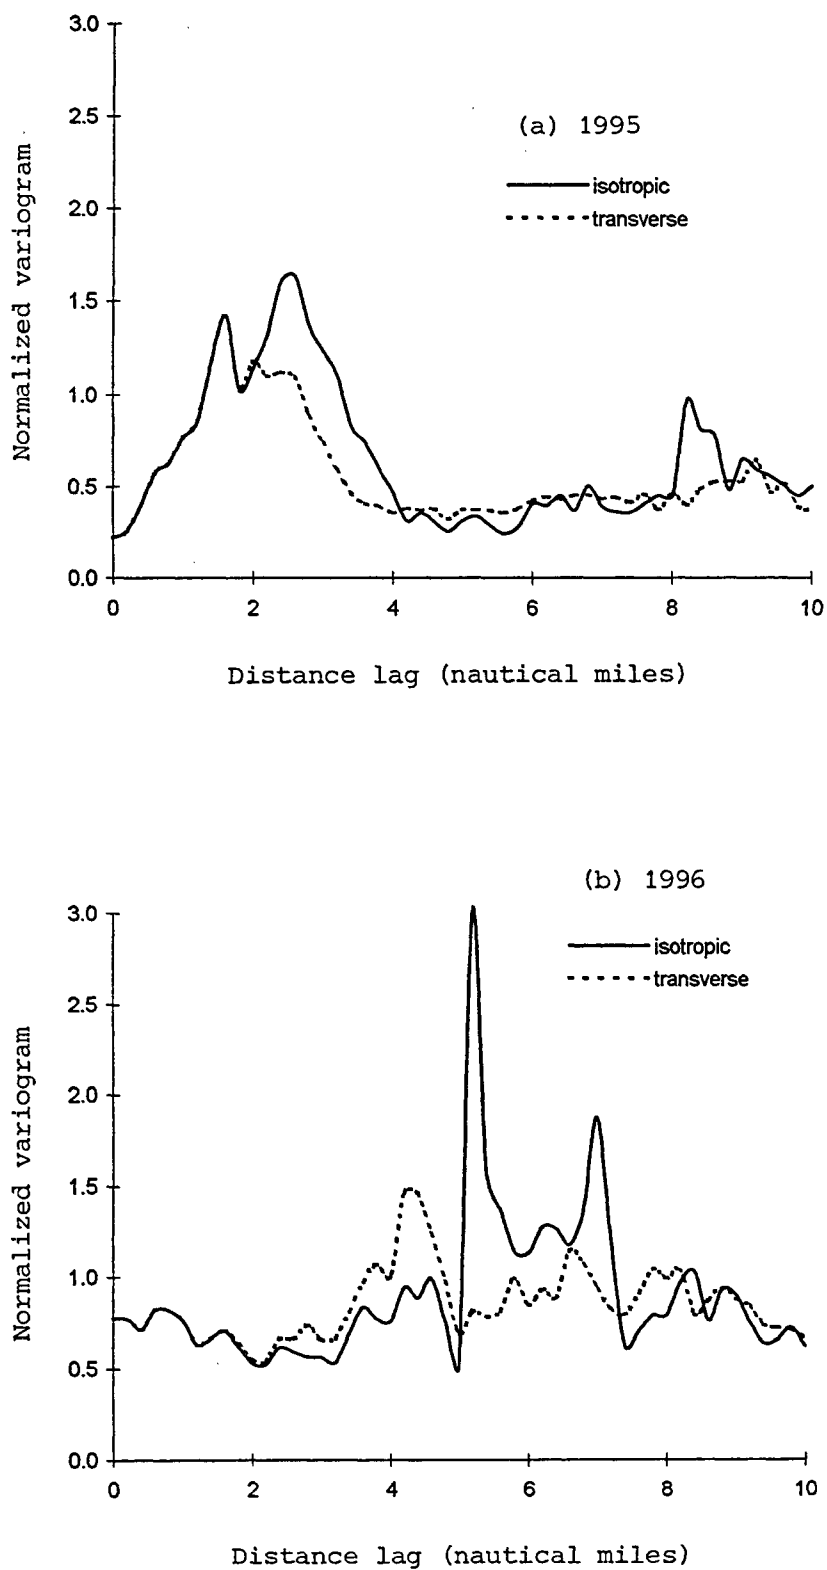 3.0
2.5
2.0
1.5
1.0
0.5
0.0
Normalized variogram
(a) 1995
isotropic
transverse
0 2 4 6 8 10
Distance lag (nautical miles)
(b) 1996
3.0
2.5
2.0
1.5
1.0
0.5
0.0
Normalized variogram
isotropic
transverse
0 2 4 6 8 10
Distance lag (nautical miles)